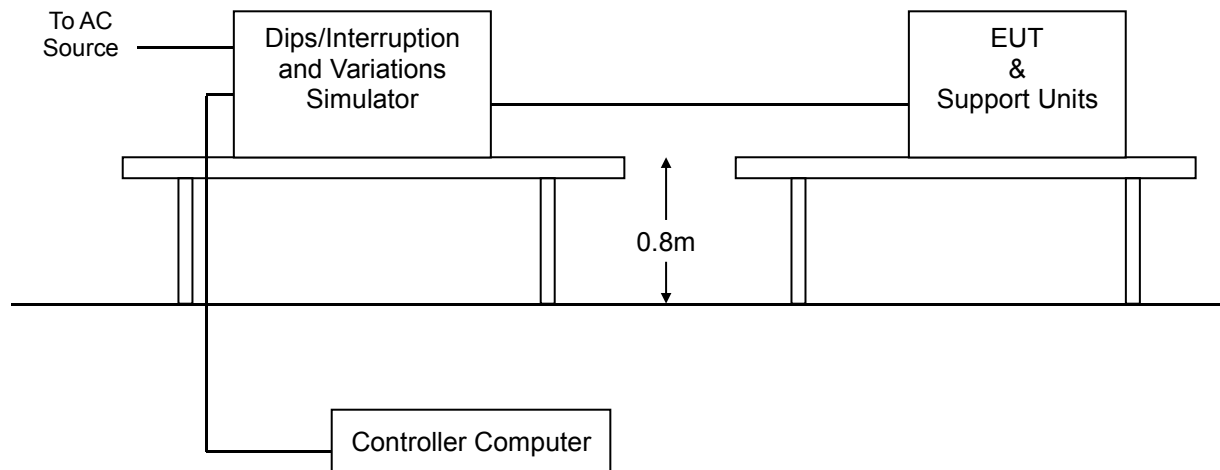 To AC
Source
Dips/Interruption
and Variations
Simulator
EUT
&
Support Units
0.8m
Controller Computer